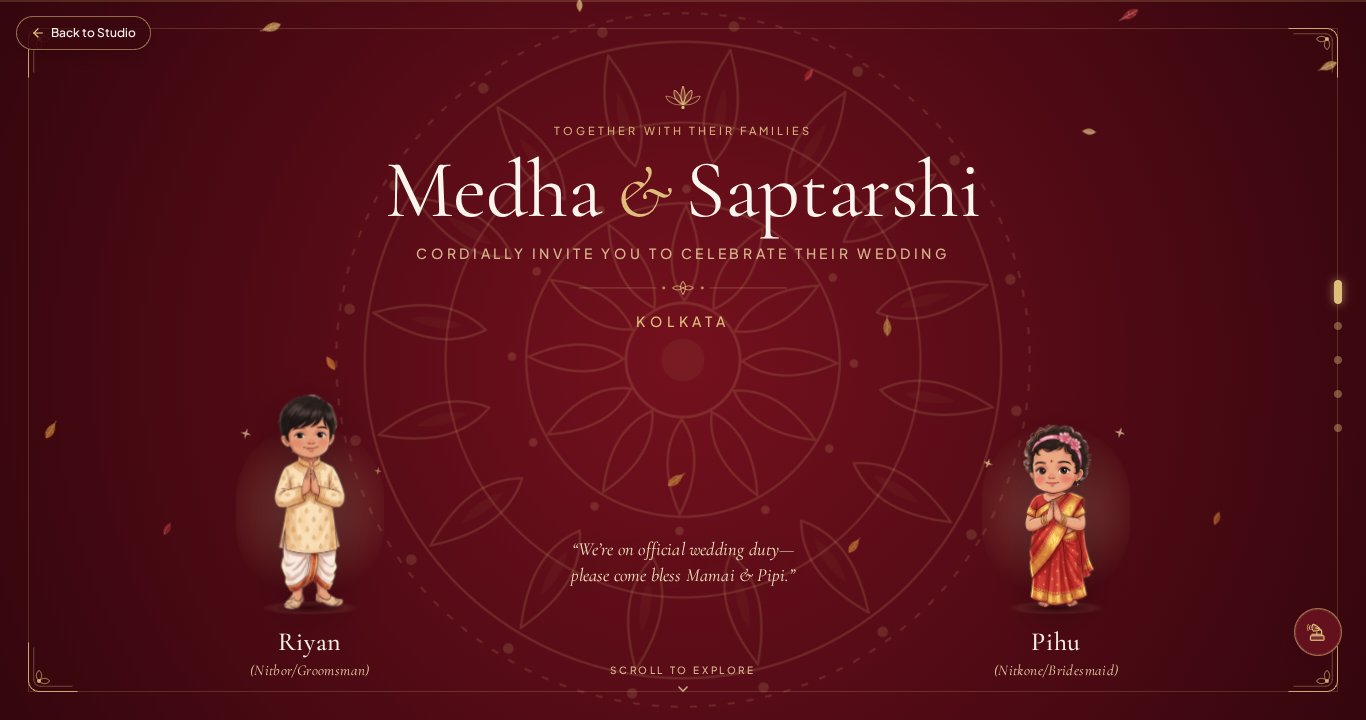 Back to Studio
TOGETHER WITH THEIR FAMILIES
Medha & Saptarshi
CORDIALLY INVITE YOU TO CELEBRATE THEIR WEDDING
KOLKATA
“We’re on official wedding duty—
please come bless Mamai & Pipi.”
Riyan
(Nitbor/Groomsman)
Pihu
(Nitkone/Bridesmaid)
SCROLL TO EXPLORE